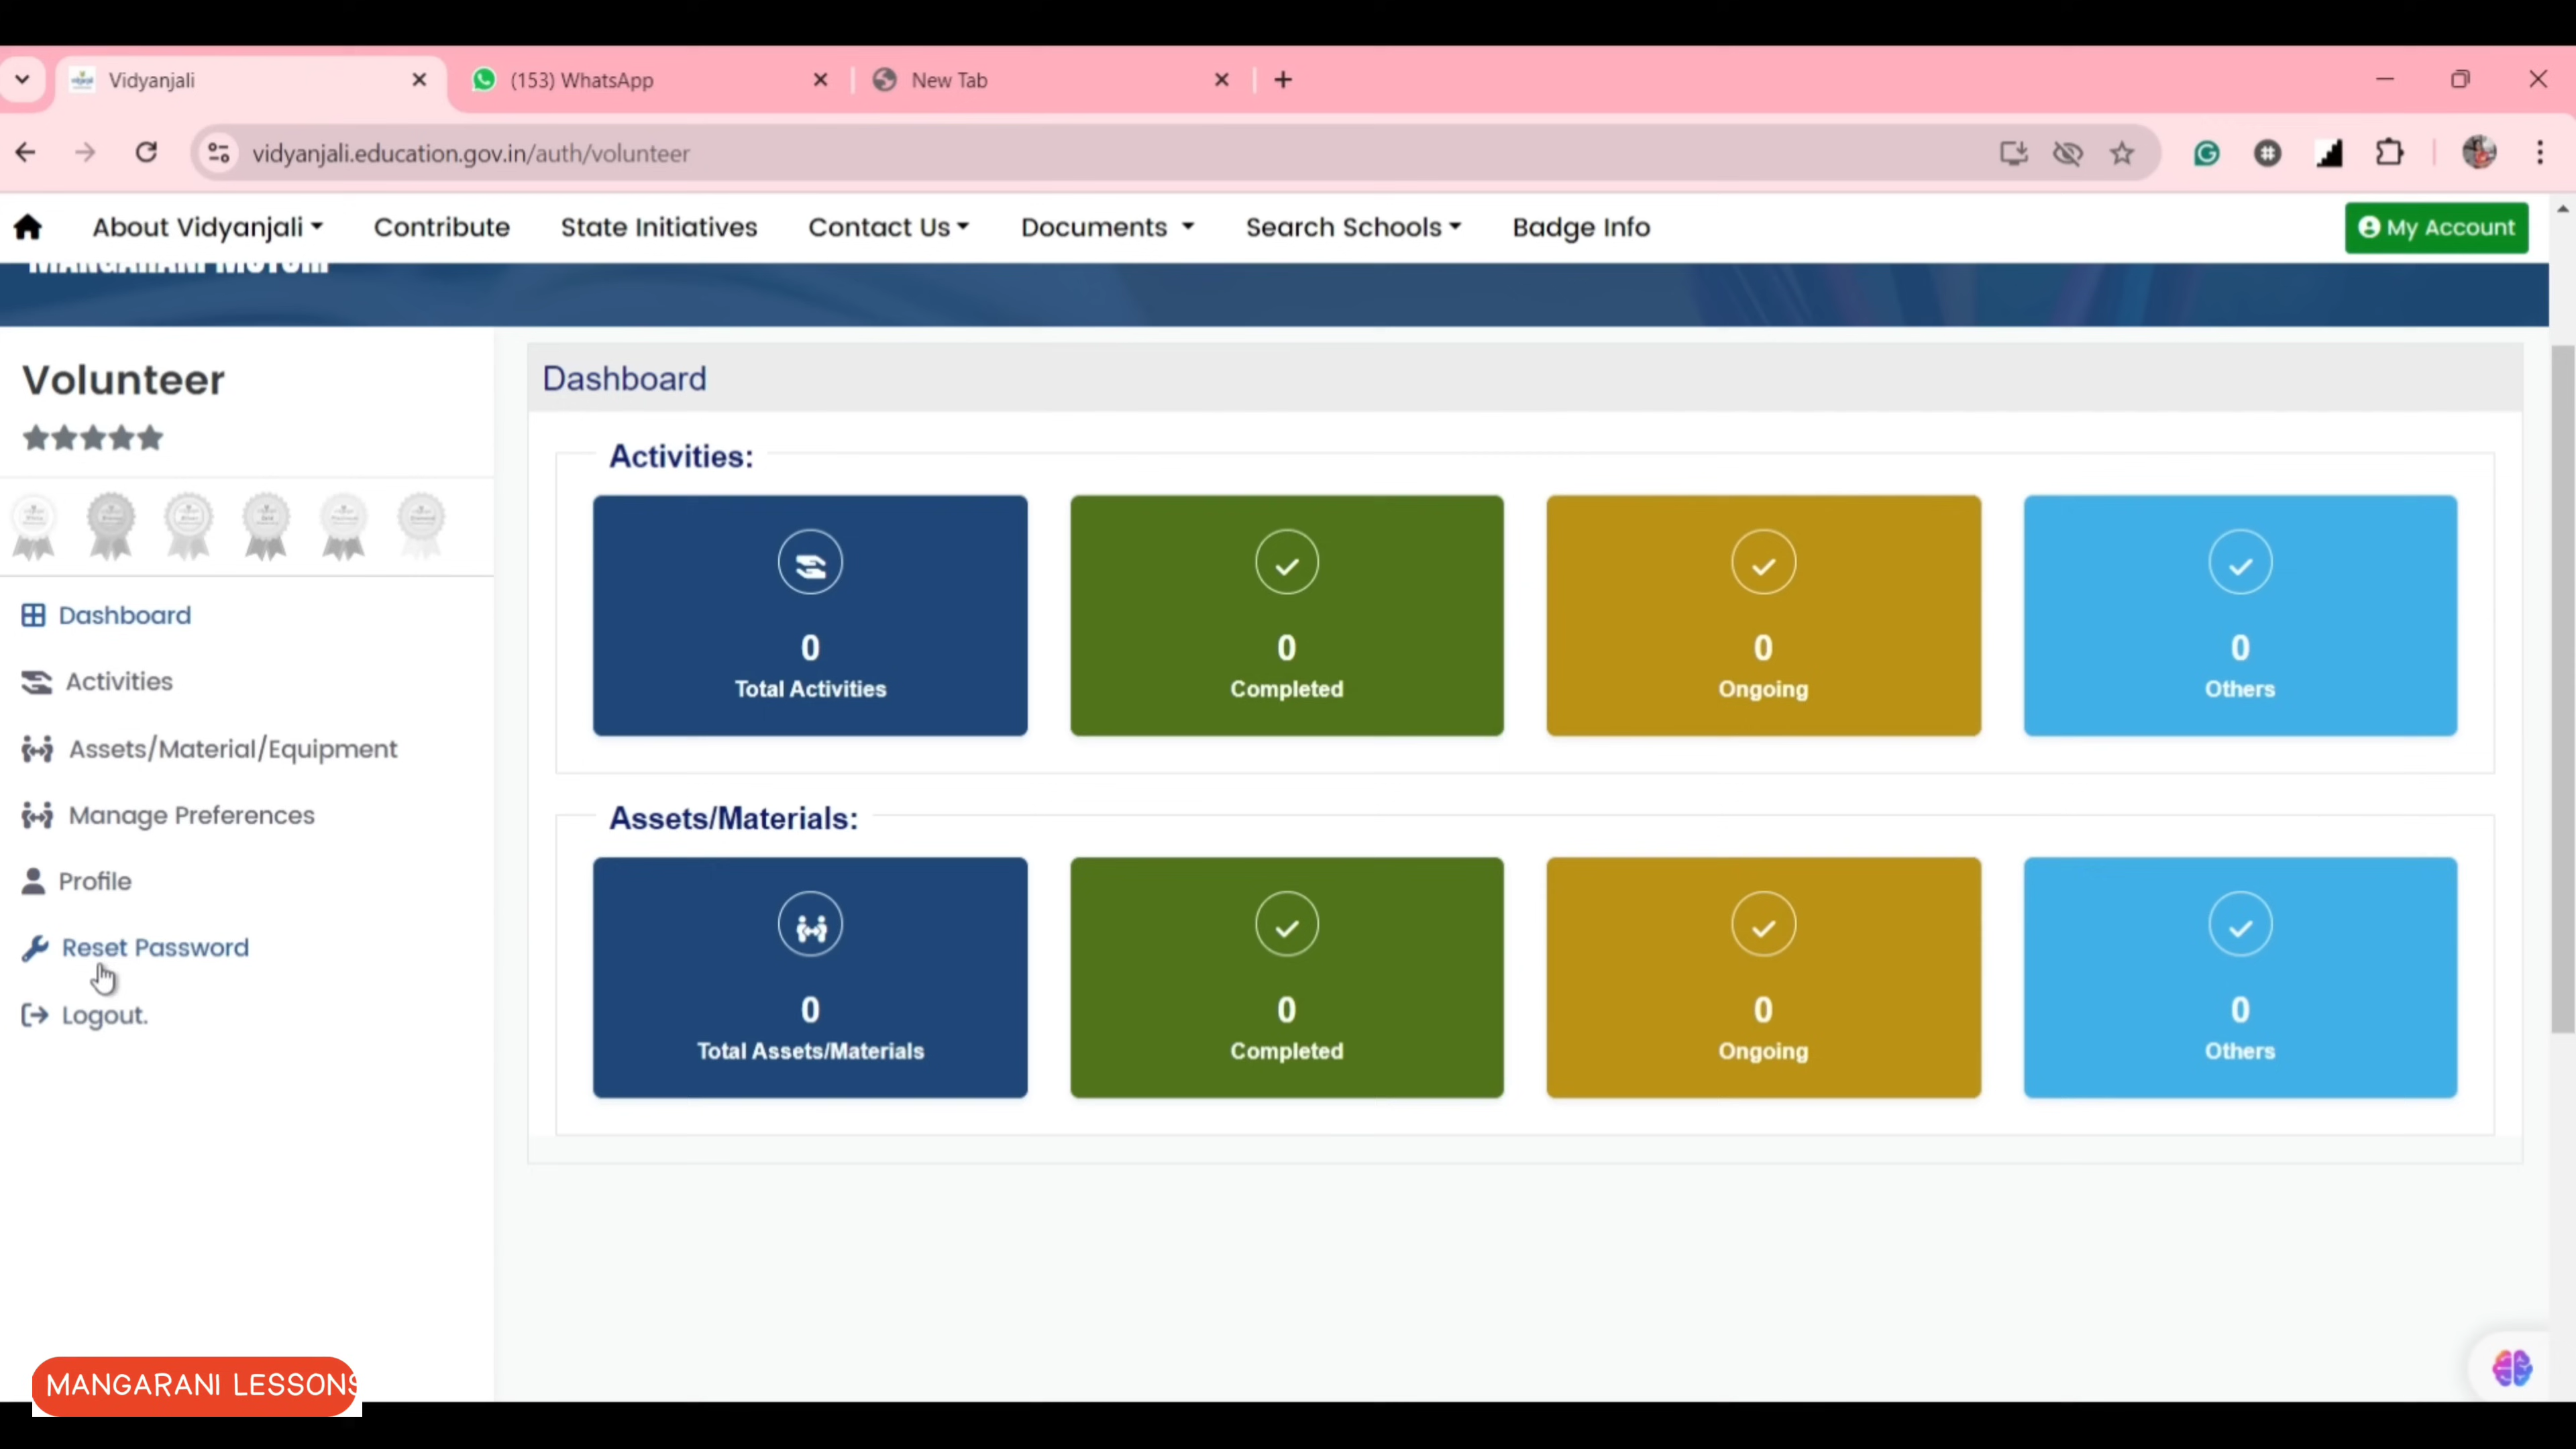 Vidyanjali
(153) WhatsApp
New Tab
vidyanjali.education.gov.in/auth/volunteer
About Vidyanjali
Contribute
State Initiatives
Contact Us
Documents
Search Schools
Badge Info
My Account
Volunteer
Dashboard
Activities
Assets/Material/Equipment
Manage Preferences
Profile
Reset Password
Logout.
Dashboard
Activities:
0
Total Activities
0
Completed
0
Ongoing
0
Others
Assets/Materials:
0
Total Assets/Materials
0
Completed
0
Ongoing
0
Others
MANGARANI LESSONS